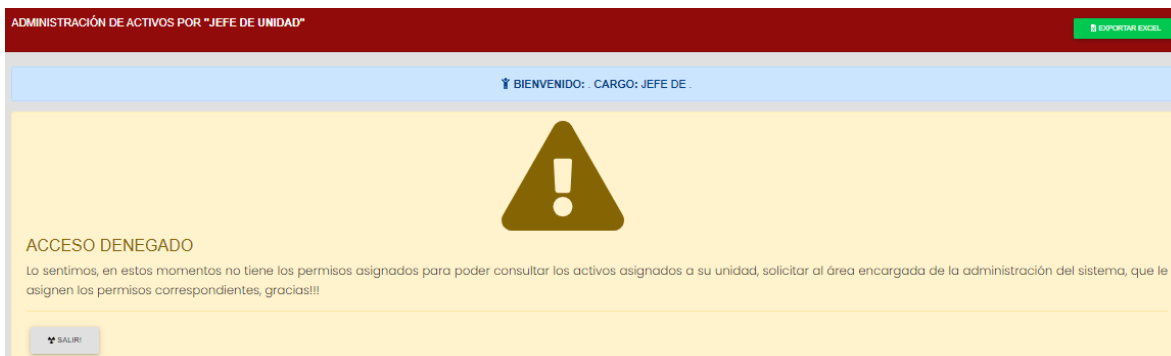 ADMINISTRACIÓN DE ACTIVOS POR "JEFE DE UNIDAD"
EXPORTAR EXCEL
BIENVENIDO: . CARGO: JEFE DE .
ACCESO DENEGADO
Lo sentimos, en estos momentos no tiene los permisos asignados para poder consultar los activos asignados a su unidad, solicitar al área encargada de la administración del sistema, que le
asignen los permisos correspondientes, gracias!!!
SALIR!